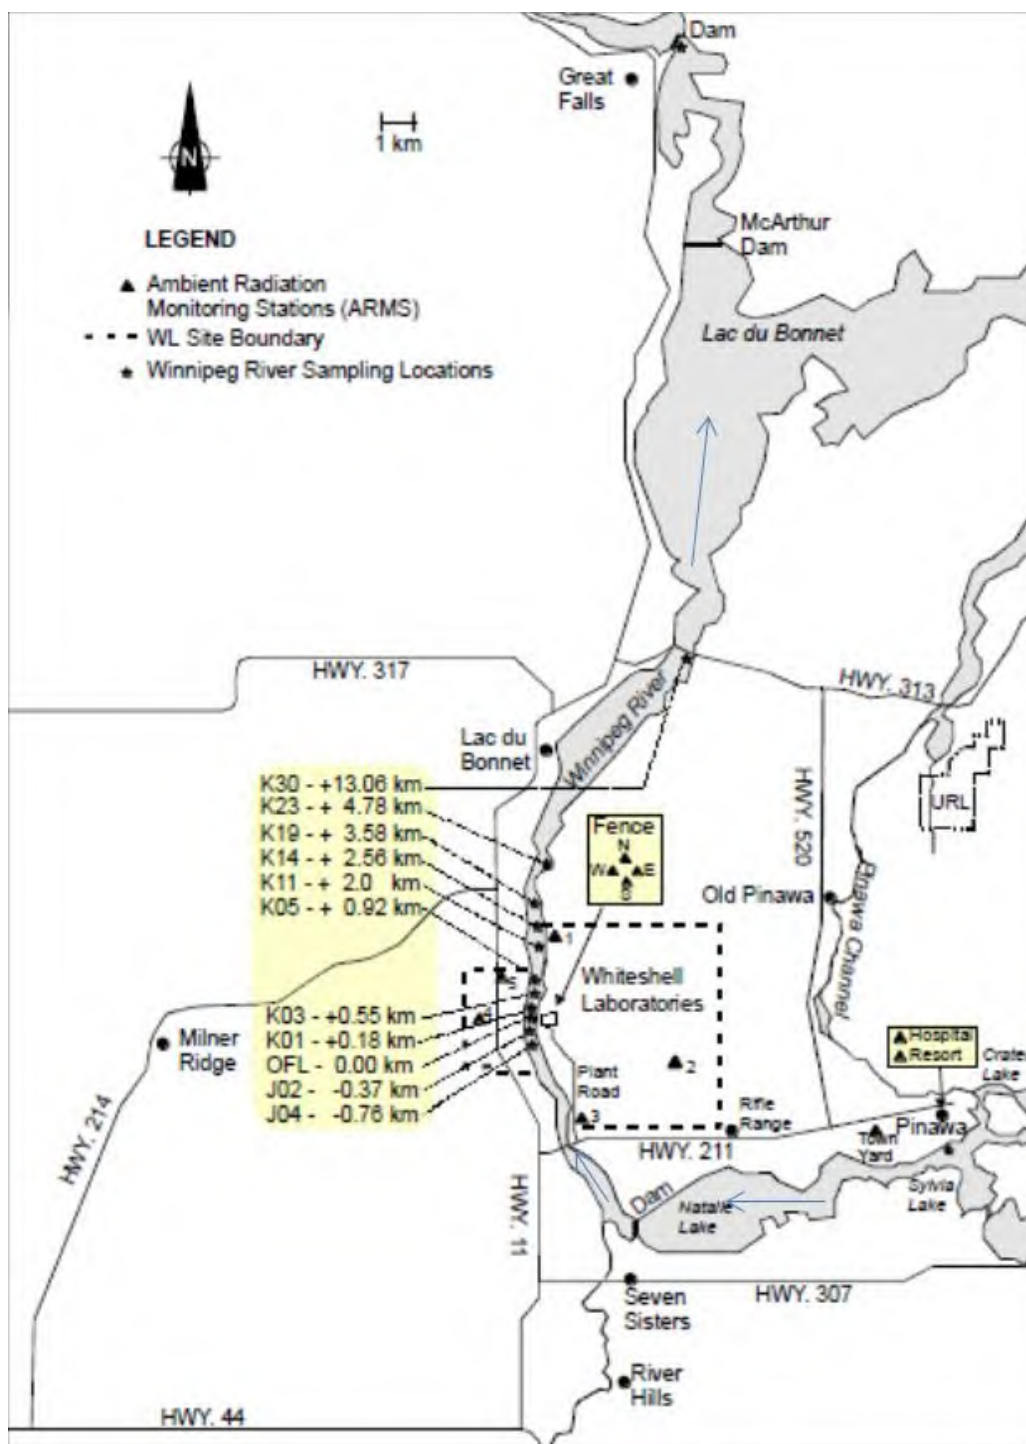 Dam
Great
Falls
N
1 km
LEGEND
McArthur
Dam
Ambient Radiation
Monitoring Stations (ARMS)
WL Site Boundary
Winnipeg River Sampling Locations
Lac du Bonnet
HWY. 317
HWY. 313
Winnipeg River
Lac du
Bonnet
K30 - +13.06 km
K23 - + 4.78 km
K19 - + 3.58 km
K14 - + 2.56 km
K11 - + 2.0 km
K05 - + 0.92 km
Fence
N
W E
S
HWY. 520
URL
Old Pinawa
Pinawa Channel
1
Whiteshell
Laboratories
5
4
K03 - +0.55 km
K01 - +0.18 km
OFL - 0.00 km
J02 - -0.37 km
J04 - -0.76 km
Milner
Ridge
2
Hospital
Resort
Crater
Lake
Plant
Road
3
Rifle
Range
Pinawa
Town
Yard
HWY. 211
HWY. 214
HWY. 11
Dam
Natalie
Lake
Sylvia
Lake
Seven
Sisters
HWY. 307
River
Hills
HWY. 44